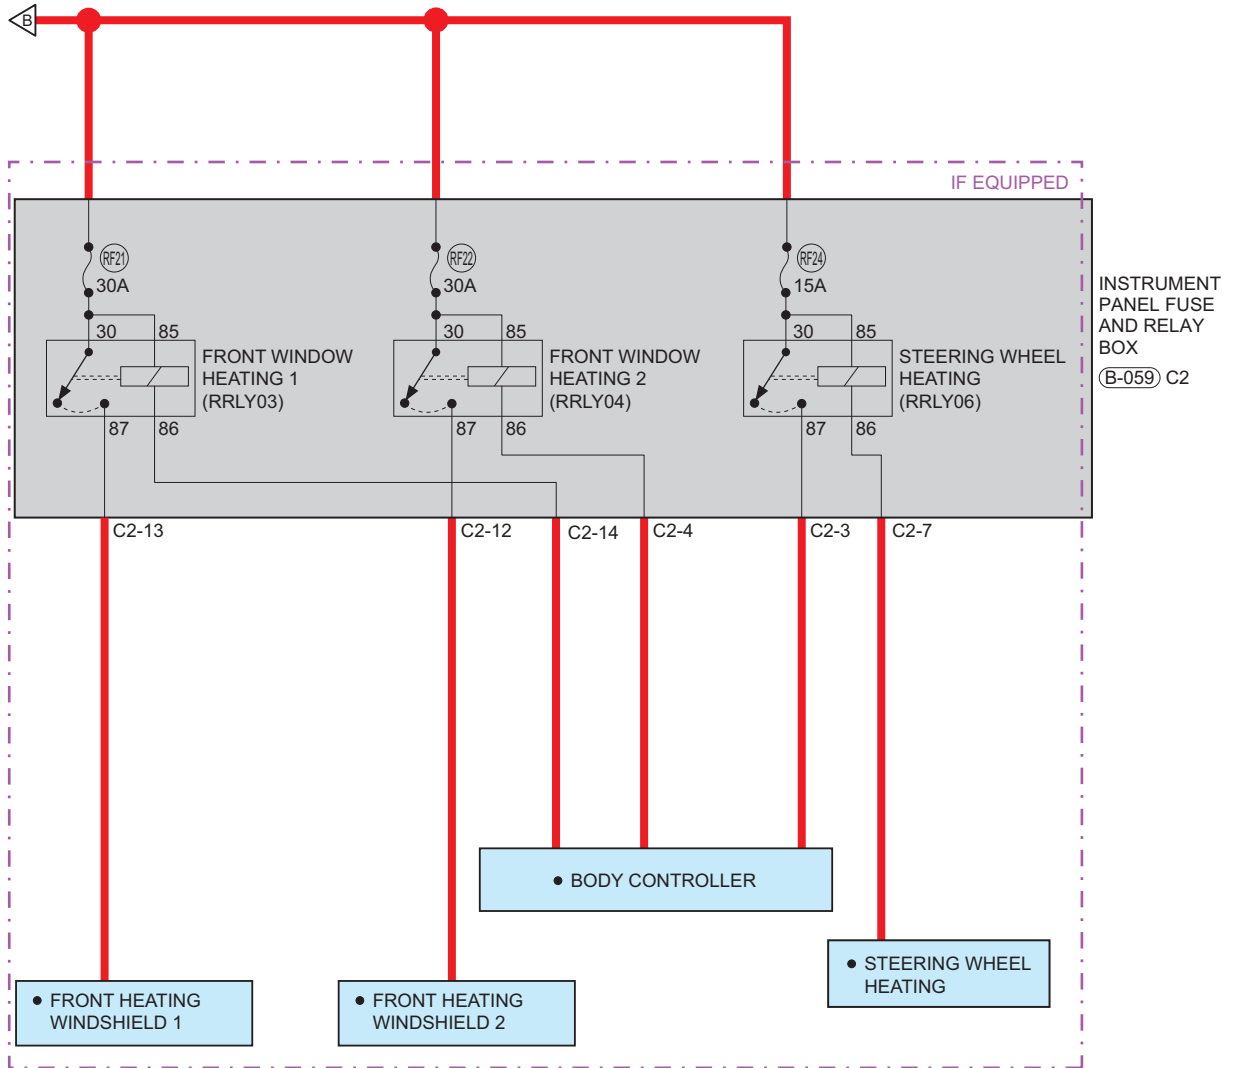 B
IF EQUIPPED
RF21
30A
30
85
FRONT WINDOW
HEATING 1
(RRLY03)
87
86
RF22
30A
30
85
FRONT WINDOW
HEATING 2
(RRLY04)
87
86
RF24
15A
30
85
STEERING WHEEL
HEATING
(RRLY06)
87
86
INSTRUMENT
PANEL FUSE
AND RELAY
BOX
B-059 C2
C2-13
C2-12
C2-14
C2-4
C2-3
C2-7
• BODY CONTROLLER
• STEERING WHEEL
HEATING
• FRONT HEATING
WINDSHIELD 1
• FRONT HEATING
WINDSHIELD 2